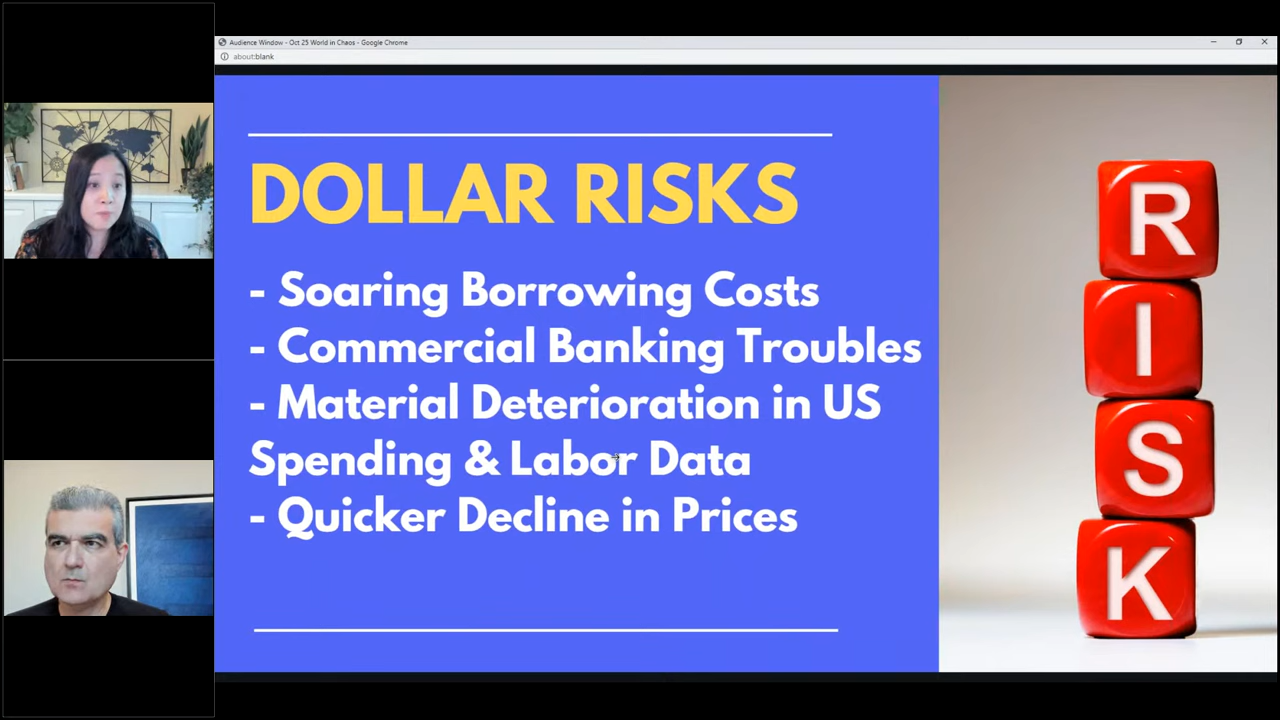 Audience Window - Oct 25 World in Chaos - Google Chrome
about:blank
DOLLAR RISKS
- Soaring Borrowing Costs
- Commercial Banking Troubles
- Material Deterioration in US
Spending & Labor Data
- Quicker Decline in Prices
R
I
S
K